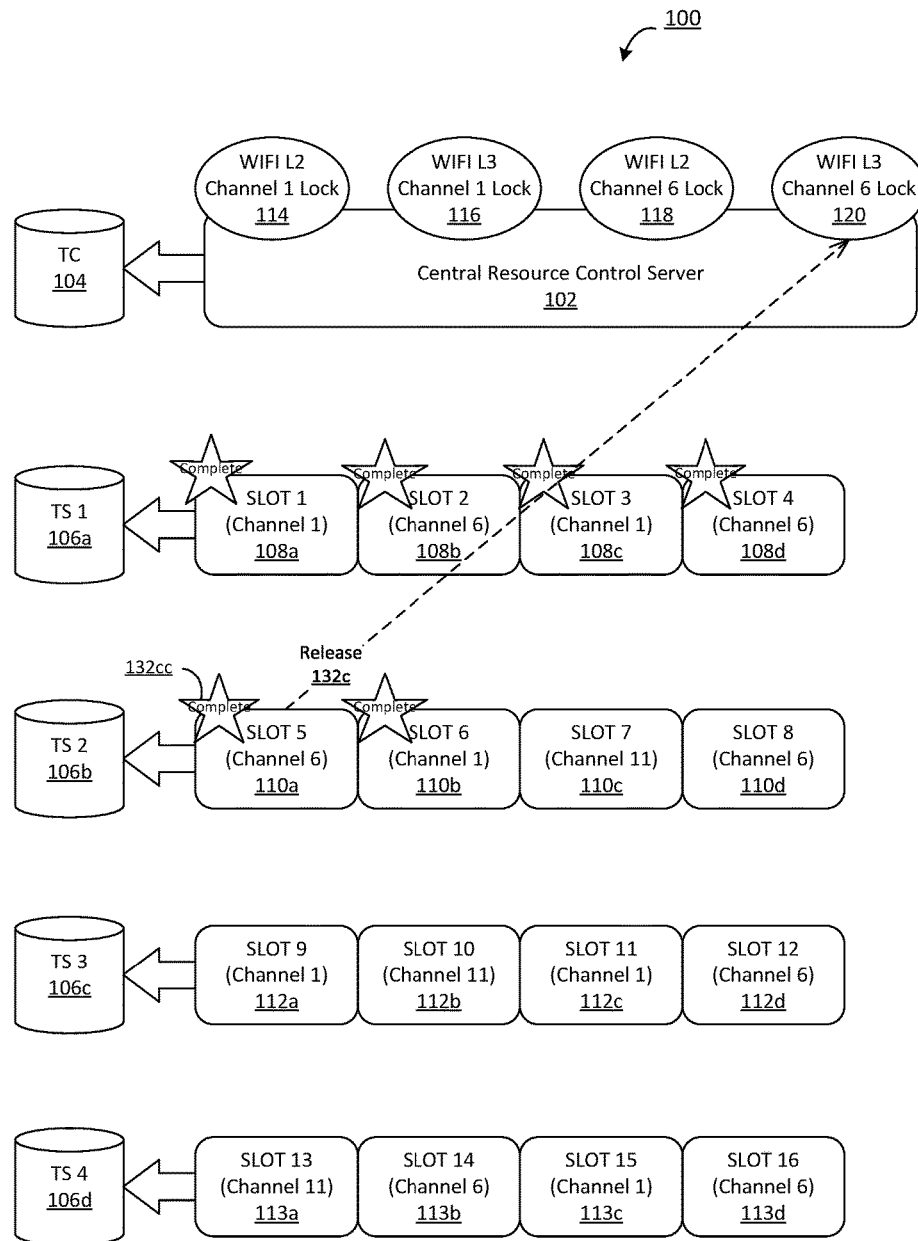 100
WIFI L2
Channel 1 Lock
114
WIFI L3
Channel 1 Lock
116
WIFI L2
Channel 6 Lock
118
WIFI L3
Channel 6 Lock
120
TC
104
Central Resource Control Server
102
Complete
Complete
Complete
Complete
TS 1
106a
SLOT 1
(Channel 1)
108a
SLOT 2
(Channel 6)
108b
SLOT 3
(Channel 1)
108c
SLOT 4
(Channel 6)
108d
132cc
Release
132c
Complete
Complete
TS 2
106b
SLOT 5
(Channel 6)
110a
SLOT 6
(Channel 1)
110b
SLOT 7
(Channel 11)
110c
SLOT 8
(Channel 6)
110d
TS 3
106c
SLOT 9
(Channel 1)
112a
SLOT 10
(Channel 11)
112b
SLOT 11
(Channel 1)
112c
SLOT 12
(Channel 6)
112d
TS 4
106d
SLOT 13
(Channel 11)
113a
SLOT 14
(Channel 6)
113b
SLOT 15
(Channel 1)
113c
SLOT 16
(Channel 6)
113d